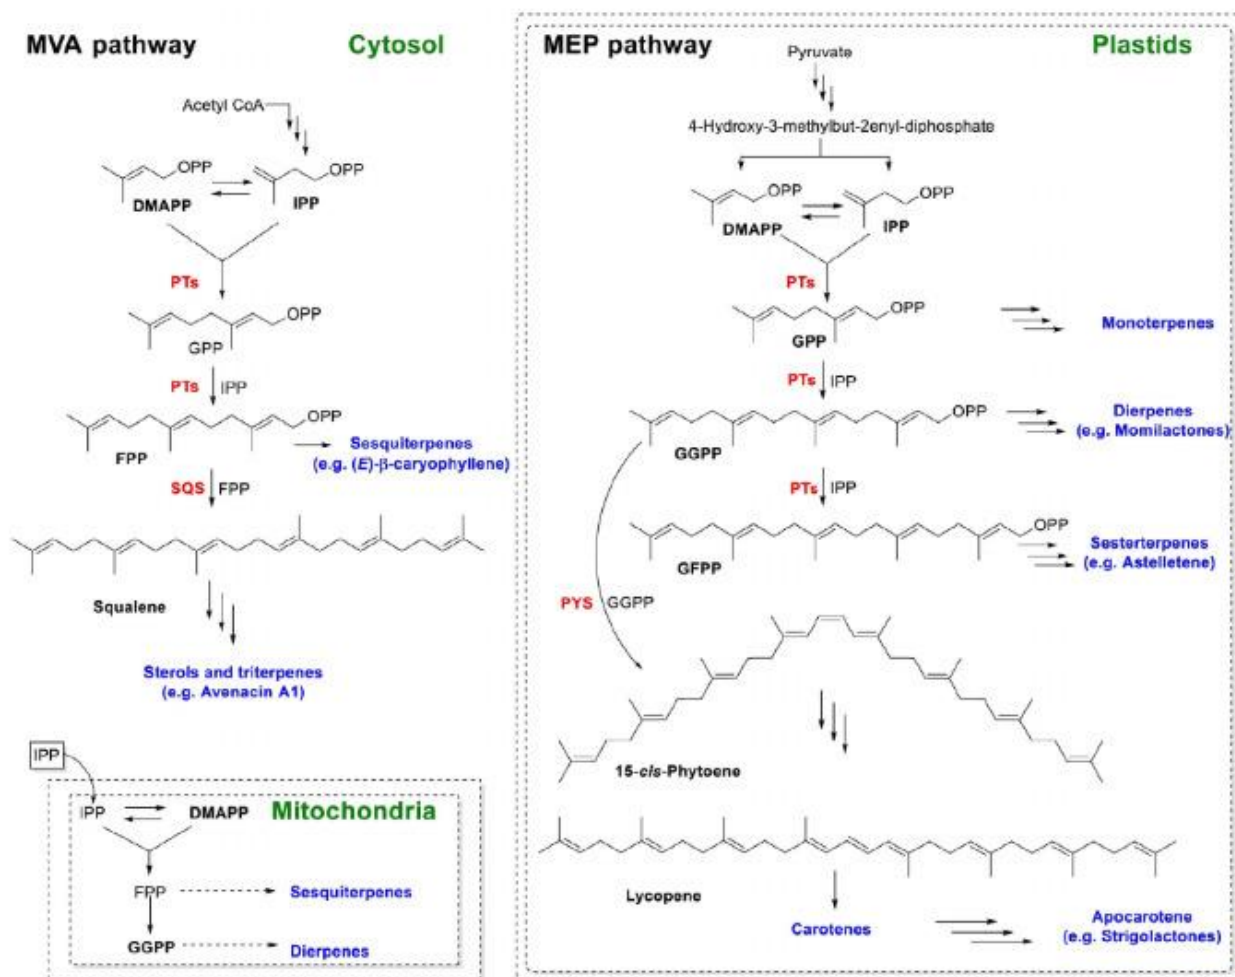 MVA pathway
Cytosol
Acetyl CoA
OPP
OPP
DMAPP
IPP
PTs
OPP
GPP
PTs
IPP
OPP
FPP
Sesquiterpenes
(e.g. (E)-β-caryophyllene)
SQS
FPP
Squalene
Sterols and triterpenes
(e.g. Avenacin A1)
IPP
Mitochondria
IPP
DMAPP
FPP
Sesquiterpenes
GGPP
Dierpenes
MEP pathway
Plastids
Pyruvate
4-Hydroxy-3-methylbut-2enyl-diphosphate
OPP
OPP
DMAPP
IPP
PTs
OPP
GPP
Monoterpenes
PTs
IPP
OPP
GGPP
Dierpenes
(e.g. Momilactones)
PTs
IPP
OPP
GFPP
Sesterterpenes
(e.g. Astelletene)
PYS
GGPP
15-cis-Phytoene
Lycopene
Carotenes
Apocarotene
(e.g. Strigolactones)